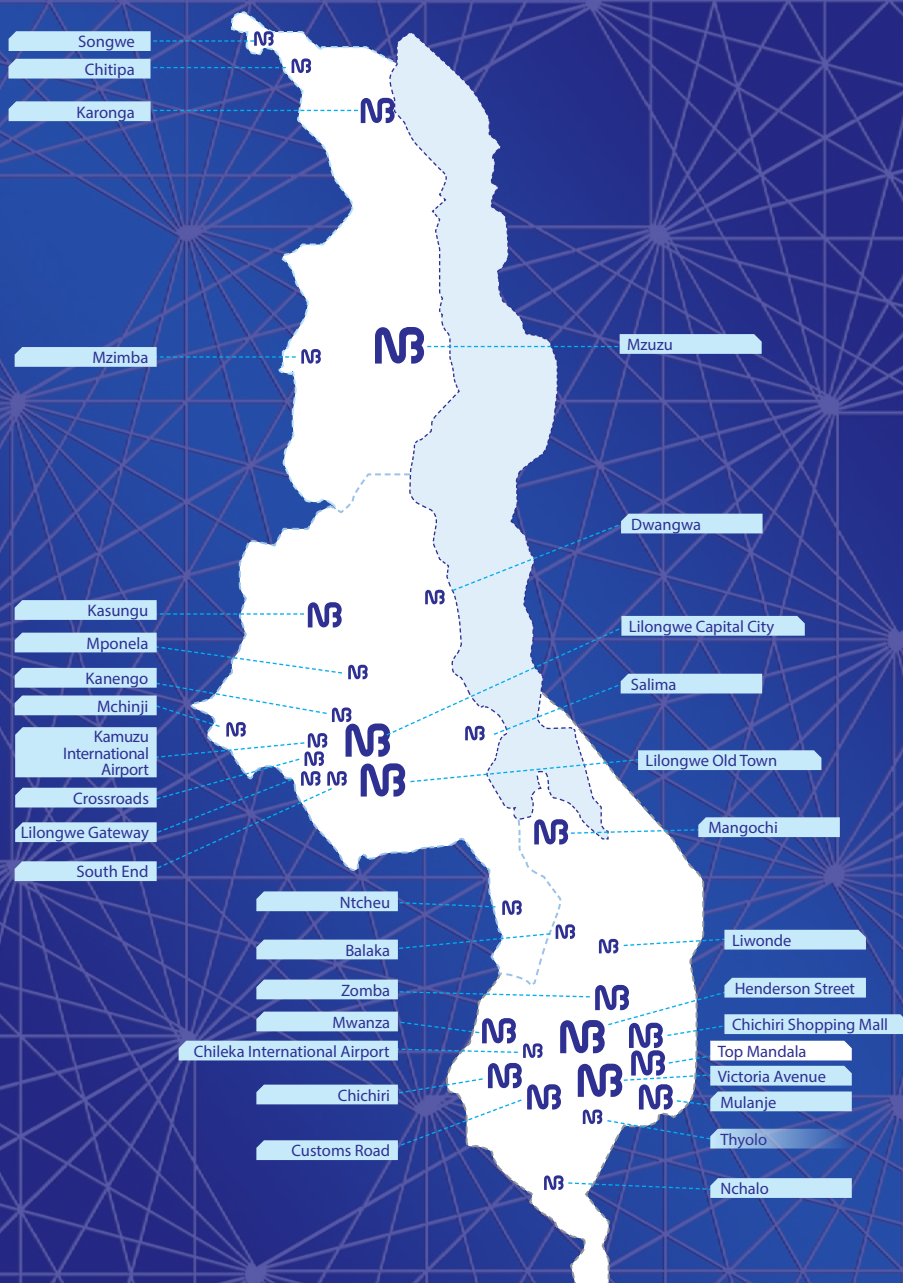 Songwe
Chitipa
Karonga
Mzimba
Mzuzu
Dwangwa
Kasungu
Lilongwe Capital City
Mponela
Kanengo
Salima
Mchinji
Kamuzu
International
Airport
Lilongwe Old Town
Crossroads
Mangochi
Lilongwe Gateway
South End
Ntcheu
Liwonde
Balaka
Zomba
Henderson Street
Mwanza
Chichiri Shopping Mall
Chileka International Airport
Top Mandala
Victoria Avenue
Chichiri
Mulanje
Thyolo
Customs Road
Nchalo